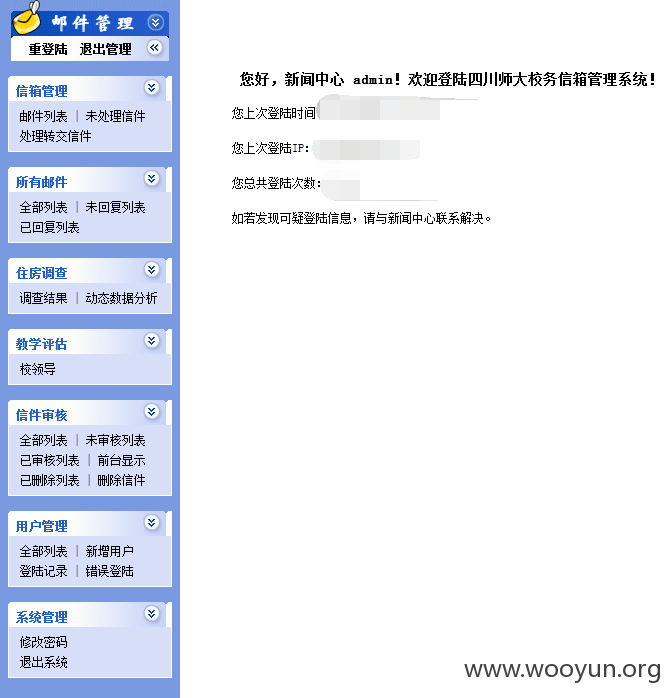 邮件管理
重登陆 退出管理
信箱管理
邮件列表 | 未处理信件
处理转交信件
所有邮件
全部列表 | 未回复列表
已回复列表
住房调查
调查结果 | 动态数据分析
教学评估
校领导
信件审核
全部列表 | 未审核列表
已审核列表 | 前台显示
已删除列表 | 删除信件
用户管理
全部列表 | 新增用户
登陆记录 | 错误登陆
系统管理
修改密码
退出系统
您好，新闻中心 admin！欢迎登陆四川师大校务信箱管理系统！
您上次登陆时间
您上次登陆IP：
您总共登陆次数：
如若发现可疑登陆信息，请与新闻中心联系解决。
www.wooyun.org